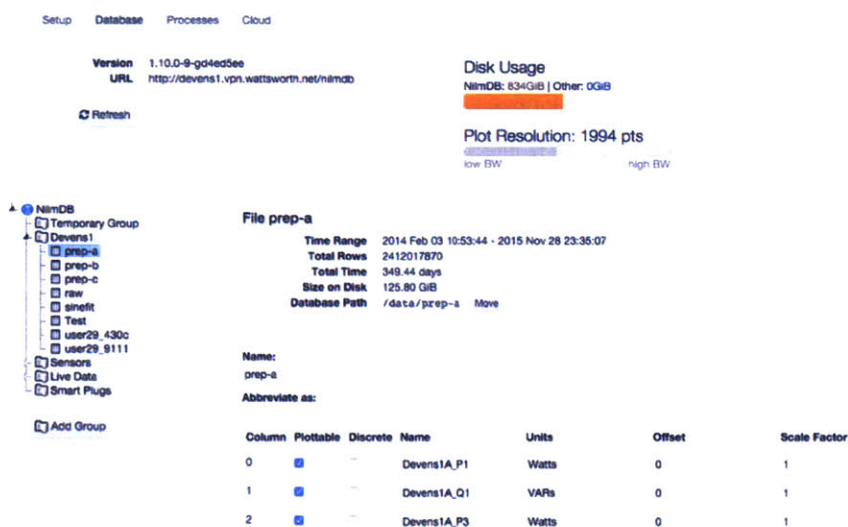 Setup Database Processes Cloud
Version 1.10.0-9-gd4ed5ee
URL http://devens1.vpn.wattsworth.net/nilmdb
Refresh
Disk Usage
NilmDB: 834GiB | Other: 0GiB
Plot Resolution: 1994 pts
low BW high BW
NilmDB
Temporary Group
Devens1
prep-a
prep-b
prep-c
raw
sinefit
Test
user29_430c
user29_9111
Sensors
Live Data
Smart Plugs
Add Group
File prep-a
Time Range 2014 Feb 03 10:53:44 - 2015 Nov 28 23:35:07
Total Rows 2412017870
Total Time 349.44 days
Size on Disk 125.80 GiB
Database Path /data/prep-a Move
Name:
prep-a
Abbreviate as:
Column Plottable Discrete Name Units Offset Scale Factor
0 Devens1A_P1 Watts 0 1
1 Devens1A_Q1 VARs 0 1
2 Devens1A_P3 Watts 0 1